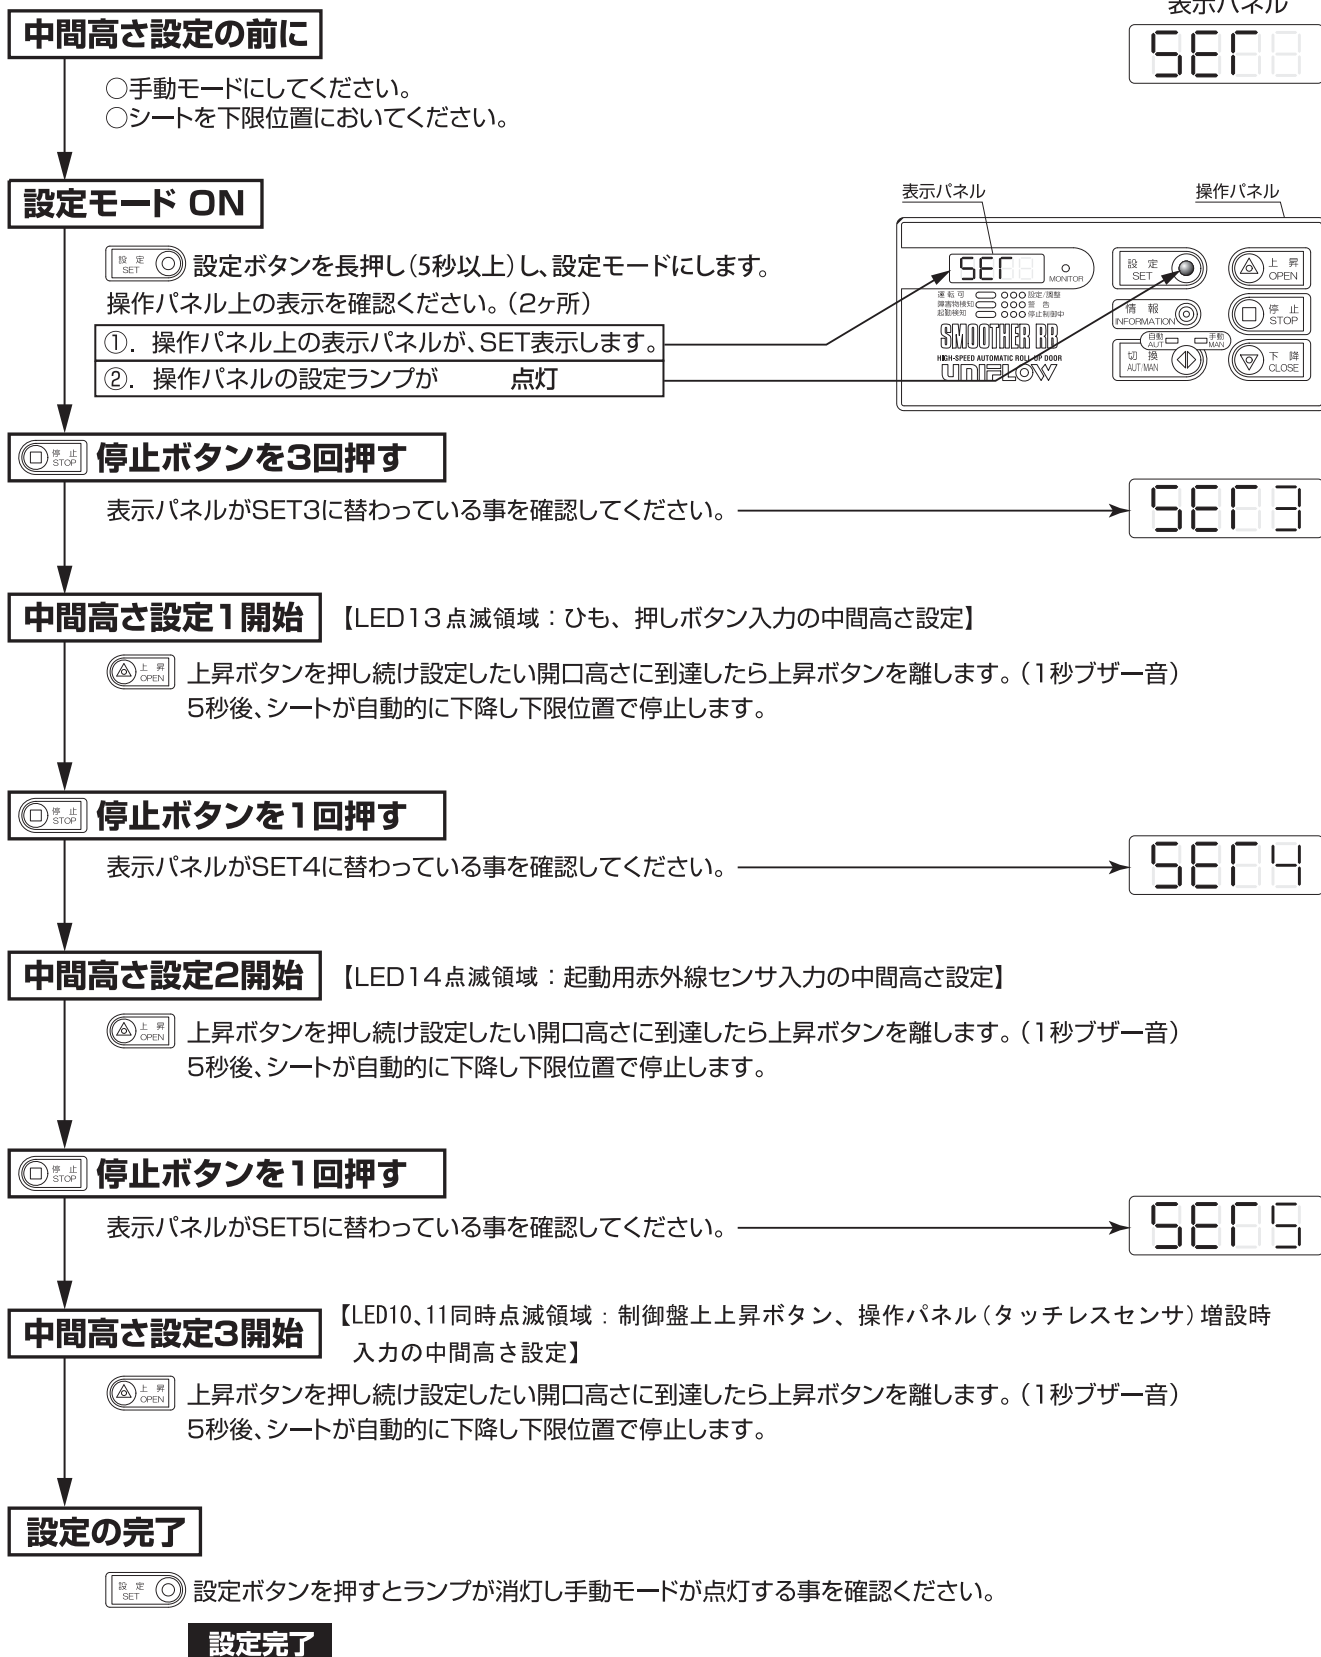 表示パネル
中間高さ設定の前に
SET
○手動モードにしてください。
○シートを下限位置においてください。
設定モード ON
表示パネル
操作パネル
設定 SET
設定ボタンを長押し(5秒以上)し、設定モードにします。
操作パネル上の表示を確認ください。(2ヶ所)
①. 操作パネル上の表示パネルが、SET表示します。
②. 操作パネルの設定ランプが 点灯
SET
MONITOR
運転可 設定/調整
障害物検知 警告
起動検知 停止制御中
SMOOTHER RR
HIGH-SPEED AUTOMATIC ROLL UP DOOR
UNIFLOW
設定 SET
上昇 OPEN
情報 INFORMATION
停止 STOP
自動 AUT
手動 MAN
切換 AUT/MAN
下降 CLOSE
停止 STOP
停止ボタンを3回押す
表示パネルがSET3に替わっている事を確認してください。
SET3
中間高さ設定1開始
【LED13点滅領域:ひも、押しボタン入力の中間高さ設定】
上昇 OPEN
上昇ボタンを押し続け設定したい開口高さに到達したら上昇ボタンを離します。(1秒ブザー音)
5秒後、シートが自動的に下降し下限位置で停止します。
停止 STOP
停止ボタンを1回押す
表示パネルがSET4に替わっている事を確認してください。
SET4
中間高さ設定2開始
【LED14点滅領域:起動用赤外線センサ入力の中間高さ設定】
上昇 OPEN
上昇ボタンを押し続け設定したい開口高さに到達したら上昇ボタンを離します。(1秒ブザー音)
5秒後、シートが自動的に下降し下限位置で停止します。
停止 STOP
停止ボタンを1回押す
表示パネルがSET5に替わっている事を確認してください。
SET5
中間高さ設定3開始
【LED10、11同時点滅領域:制御盤上上昇ボタン、操作パネル(タッチレスセンサ)増設時
入力の中間高さ設定】
上昇 OPEN
上昇ボタンを押し続け設定したい開口高さに到達したら上昇ボタンを離します。(1秒ブザー音)
5秒後、シートが自動的に下降し下限位置で停止します。
設定の完了
設定 SET
設定ボタンを押すとランプが消灯し手動モードが点灯する事を確認ください。
設定完了